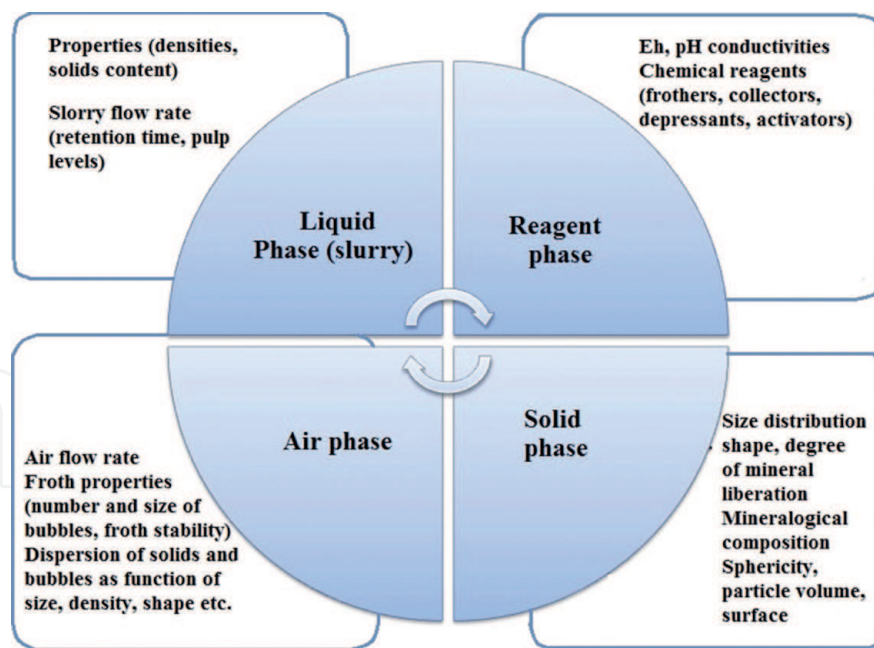 Properties (densities,
solids content)
Slorry flow rate
(retention time, pulp
levels)
Eh, pH conductivities
Chemical reagents
(frothers, collectors,
depressants, activators)
Liquid
Phase (slurry)
Reagent
phase
Air phase
Solid
phase
Air flow rate
Froth properties
(number and size of
bubbles, froth stability)
Dispersion of solids and
bubbles as function of
size, density, shape etc.
Size distribution
shape, degree
of mineral
liberation
Mineralogical
composition
Sphericity,
particle volume,
surface